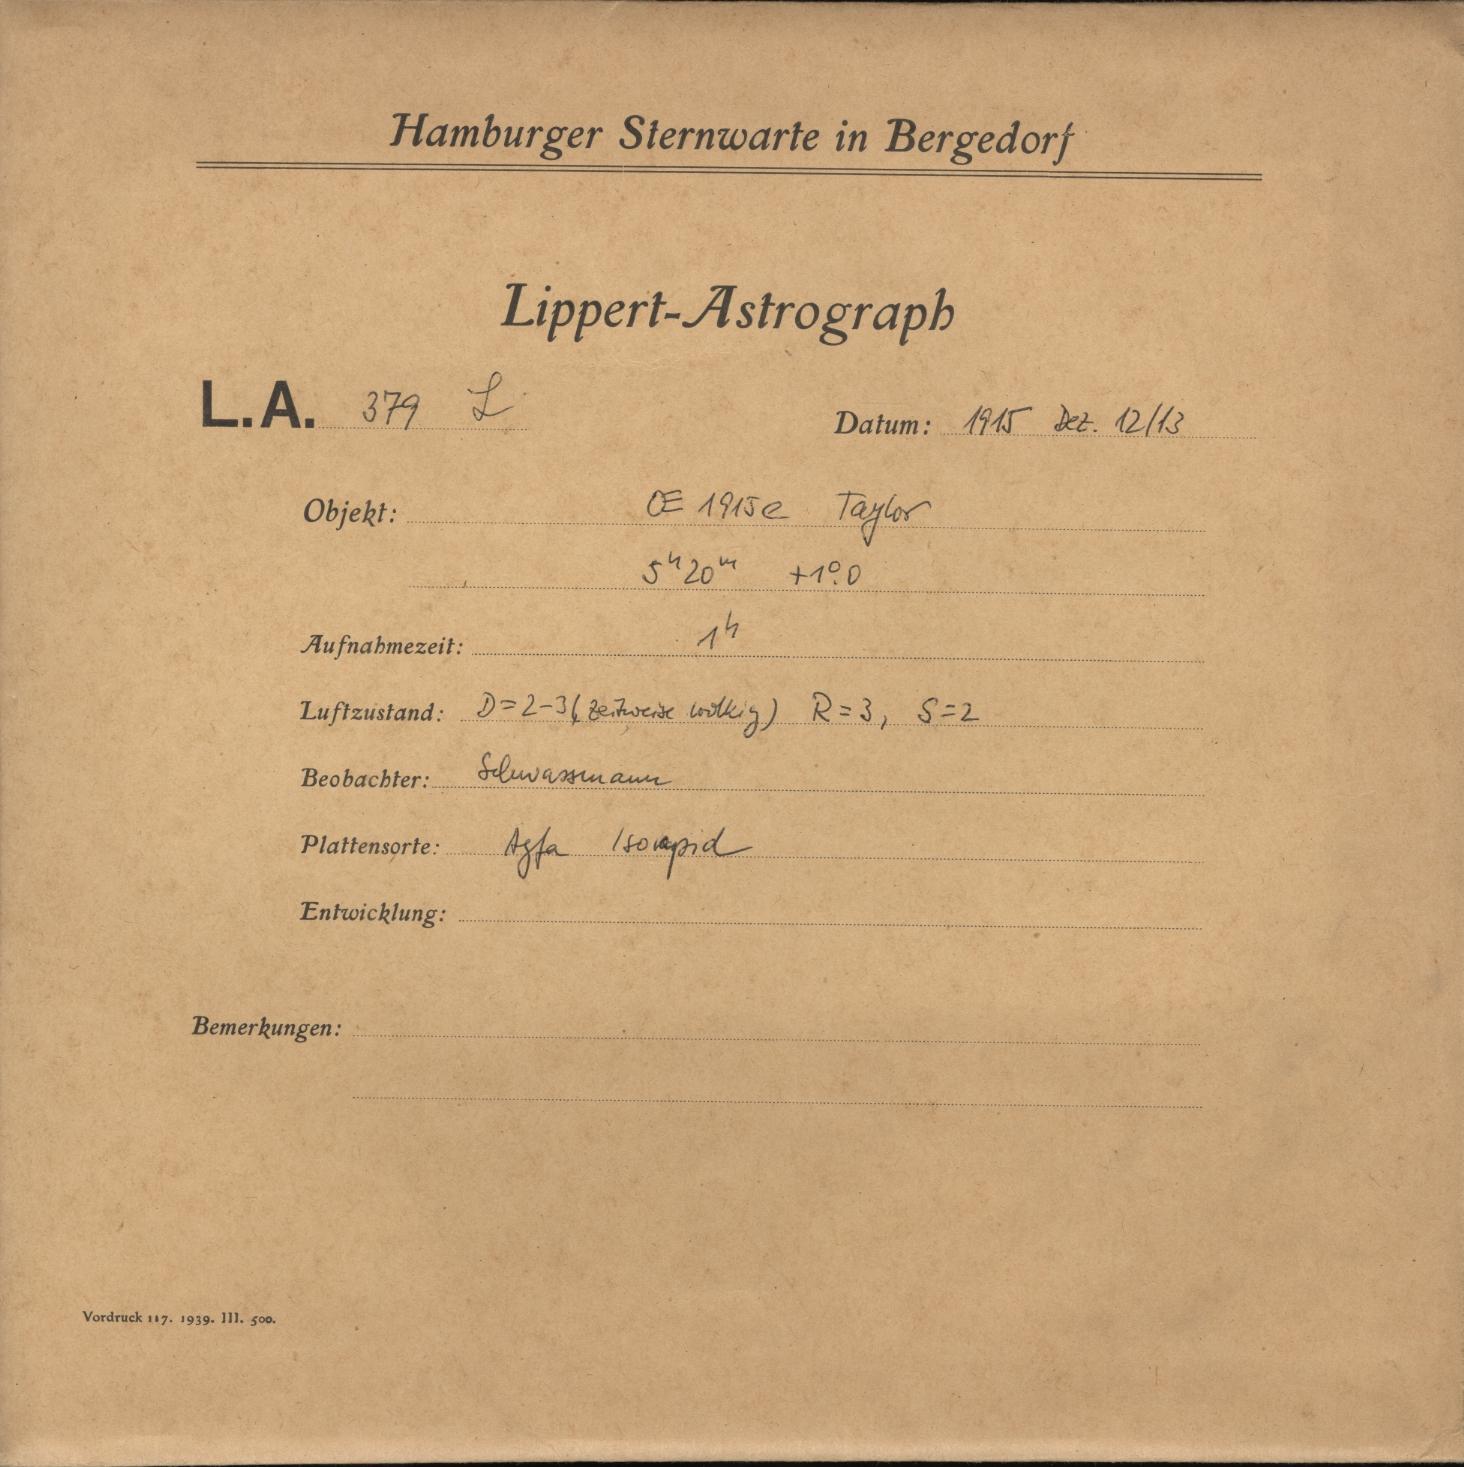 Hamburger Sternwarte in Bergedorf
Lippert-Astrograph
L.A. 379 L
Datum: 1915 Dez. 12/13
Objekt: Œ 1915e Taylor
5ʰ20ᵐ +1°.0
Aufnahmezeit: 1ʰ
Luftzustand: D=2-3 (zeitweise wolkig) R=3, S=2
Beobachter: Schwassmann
Plattensorte: Agfa Isorapid
Entwicklung:
Bemerkungen:
Vordruck 117. 1939. III. 500.